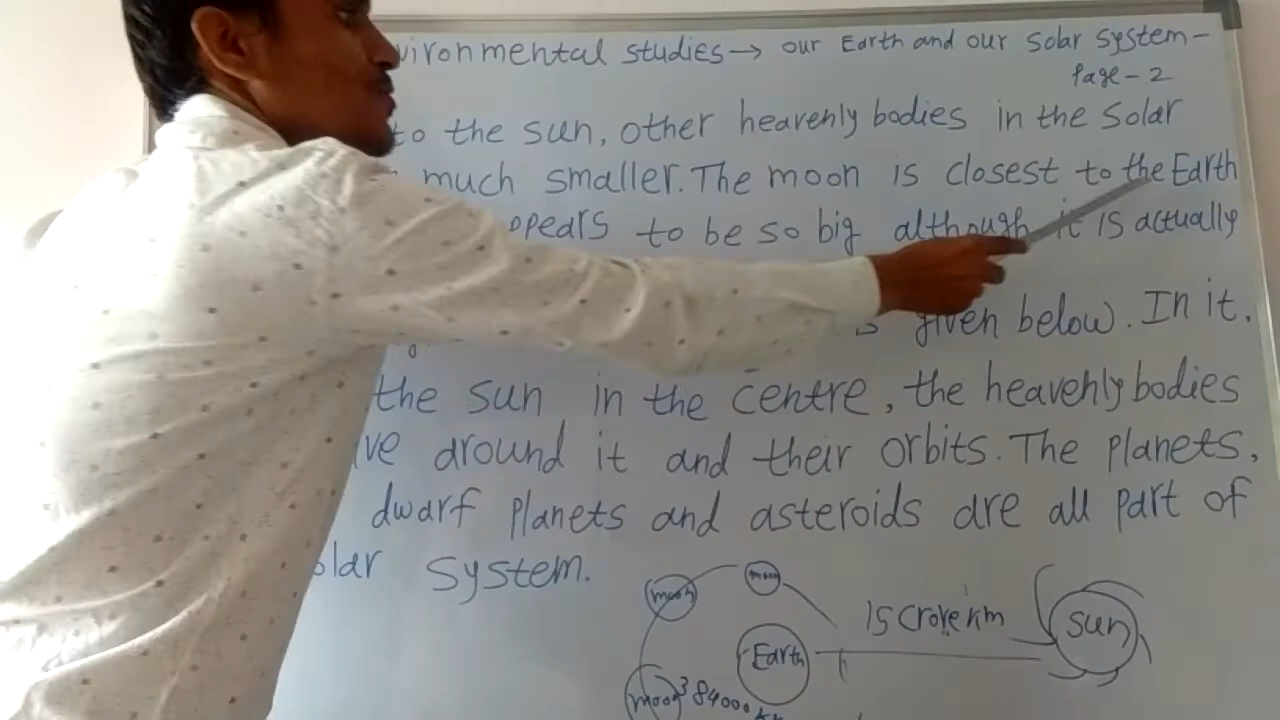 vironmental studies → our Earth and our Solar System-
Page - 2
to the sun, other heavenly bodies in the Solar
much smaller. The moon is closest to the Earth
ppears to be so big although it is actually
given below. In it,
the sun in the centre, the heavenly bodies
ve around it and their orbits. The planets,
dwarf planets and asteroids are all part of
olar system.
moon
moon
15 crore km
Sun
Earth
moon
384000 km